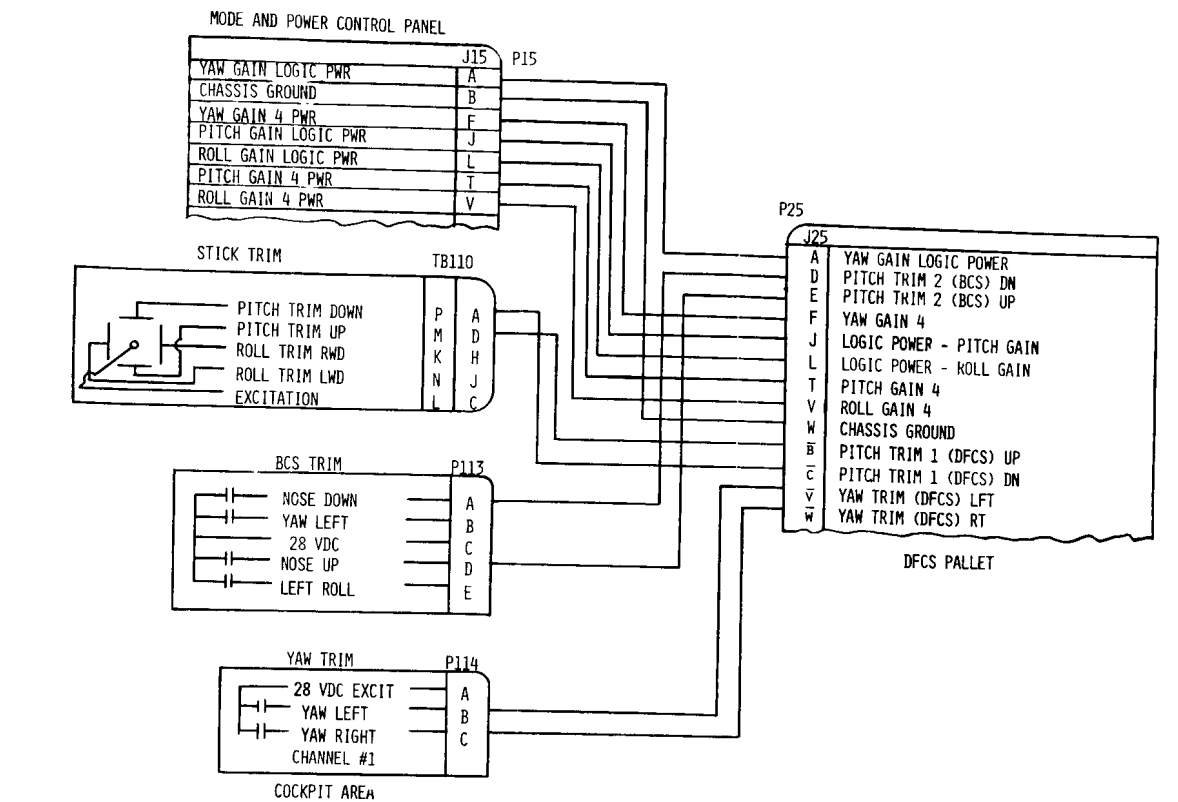 MODE AND POWER CONTROL PANEL
J15 P15
YAW GAIN LOGIC PWR A
CHASSIS GROUND B
YAW GAIN 4 PWR F
PITCH GAIN LOGIC PWR J
ROLL GAIN LOGIC PWR L
PITCH GAIN 4 PWR T
ROLL GAIN 4 PWR V
STICK TRIM TB110
PITCH TRIM DOWN P A
PITCH TRIM UP M D
ROLL TRIM RWD K H
ROLL TRIM LWD N J
EXCITATION L C
BCS TRIM P113
NOSE DOWN A
YAW LEFT B
28 VDC C
NOSE UP D
LEFT ROLL E
YAW TRIM P114
28 VDC EXCIT A
YAW LEFT B
YAW RIGHT C
CHANNEL #1
COCKPIT AREA
P25
J25
A YAW GAIN LOGIC POWER
D PITCH TRIM 2 (BCS) DN
E PITCH TRIM 2 (BCS) UP
F YAW GAIN 4
J LOGIC POWER - PITCH GAIN
L LOGIC POWER - ROLL GAIN
T PITCH GAIN 4
V ROLL GAIN 4
W CHASSIS GROUND
B̅ PITCH TRIM 1 (DFCS) UP
C̅ PITCH TRIM 1 (DFCS) DN
V̅ YAW TRIM (DFCS) LFT
W̅ YAW TRIM (DFCS) RT
DFCS PALLET